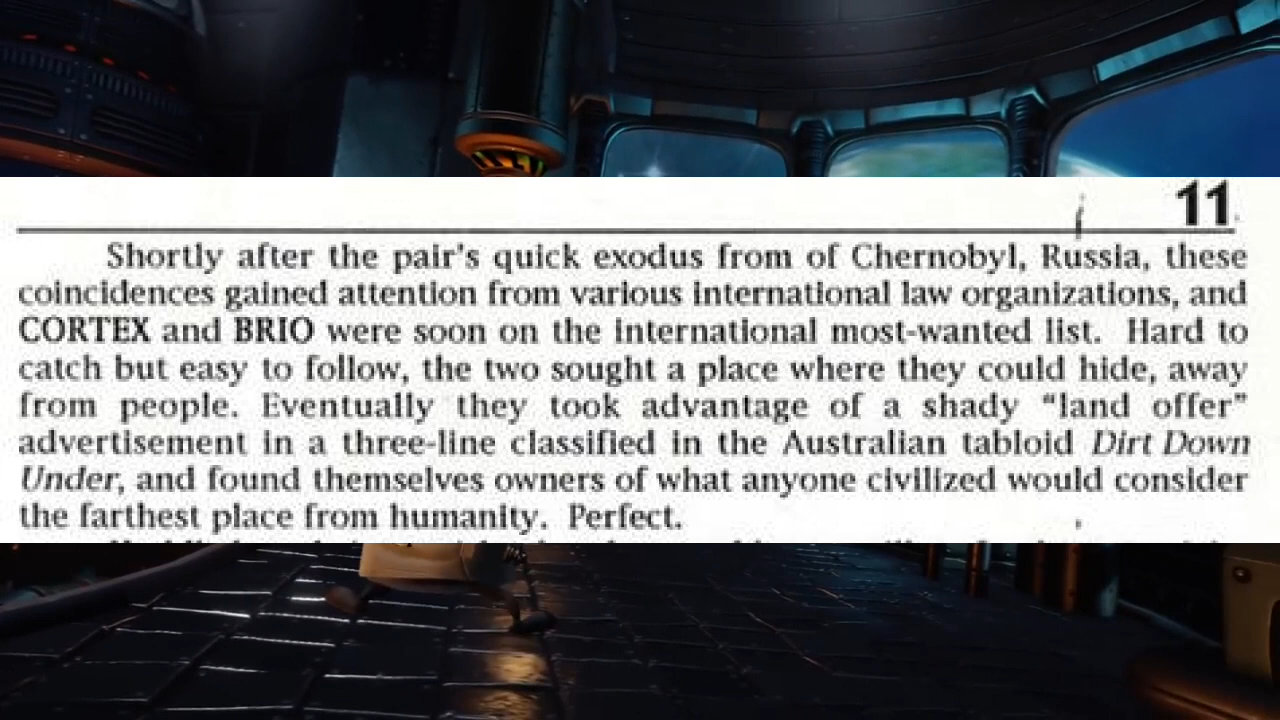 11
Shortly after the pair's quick exodus from of Chernobyl, Russia, these
coincidences gained attention from various international law organizations, and
CORTEX and BRIO were soon on the international most-wanted list. Hard to
catch but easy to follow, the two sought a place where they could hide, away
from people. Eventually they took advantage of a shady “land offer”
advertisement in a three-line classified in the Australian tabloid Dirt Down
Under, and found themselves owners of what anyone civilized would consider
the farthest place from humanity. Perfect.